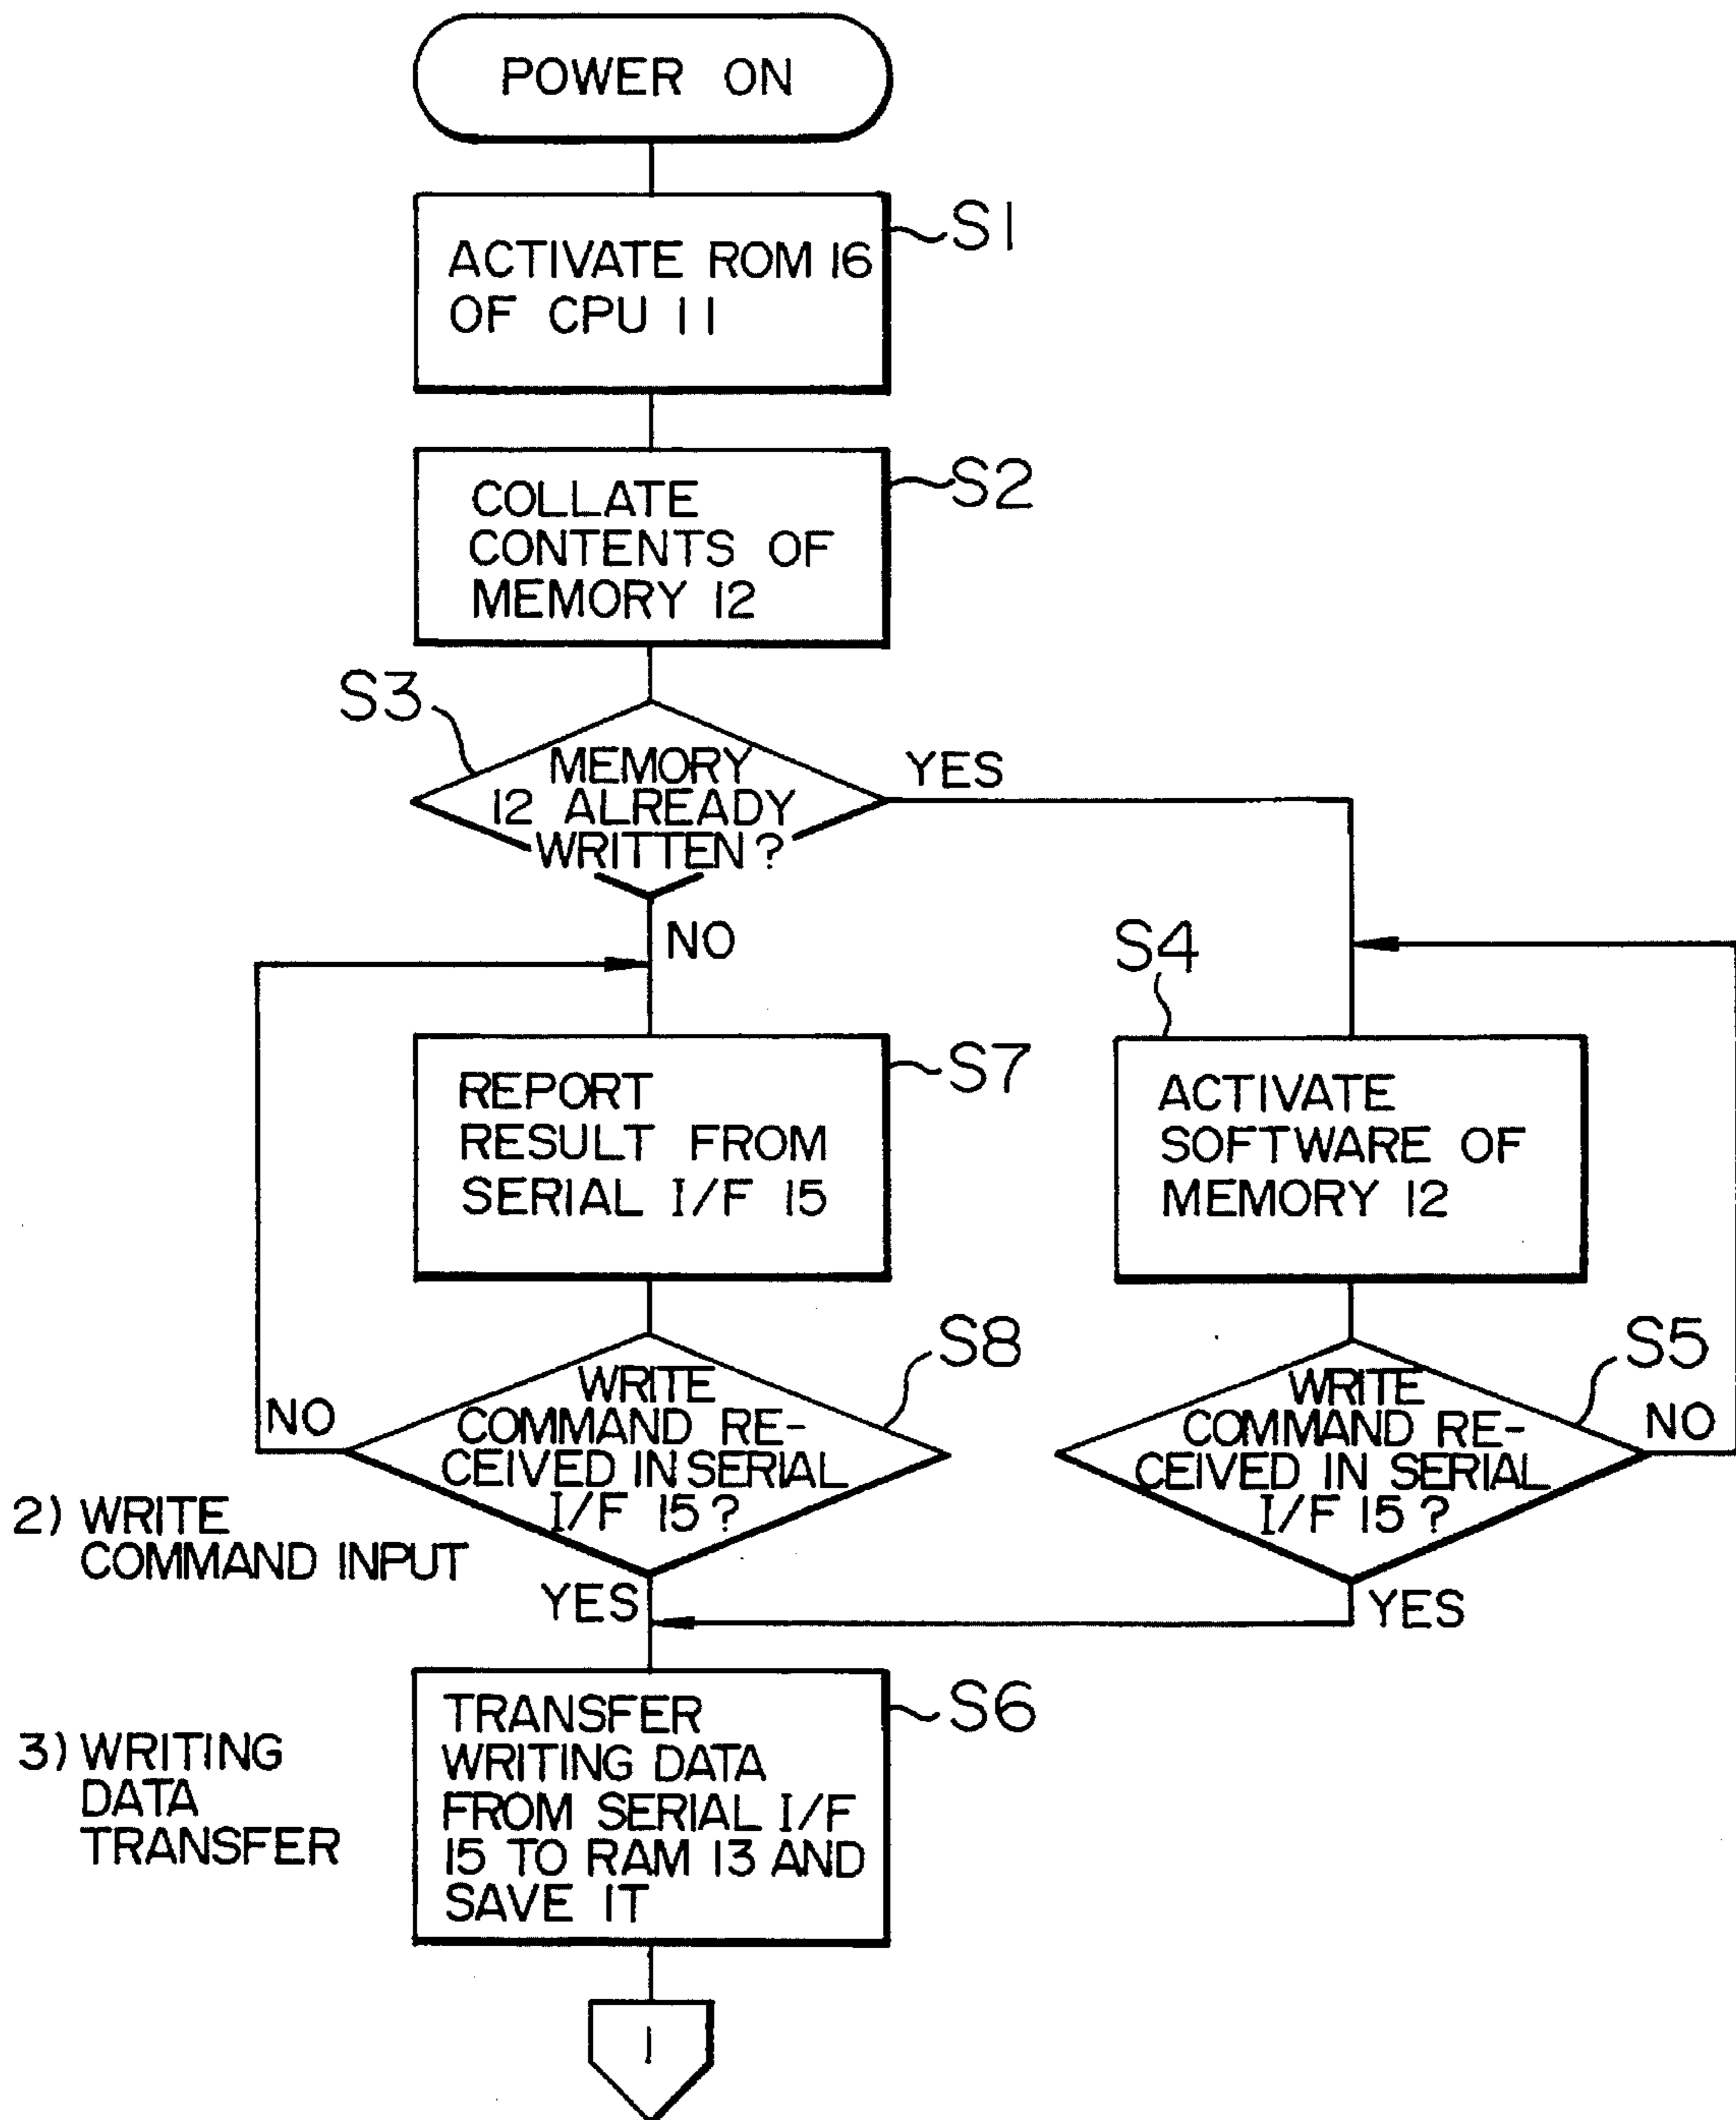 POWER ON
S1
ACTIVATE ROM 16
OF CPU 11
S2
COLLATE
CONTENTS OF
MEMORY 12
S3
MEMORY
12 ALREADY
WRITTEN?
YES
NO
S7
REPORT
RESULT FROM
SERIAL I/F 15
S4
ACTIVATE
SOFTWARE OF
MEMORY 12
S8
WRITE
COMMAND RE-
CEIVED IN SERIAL
I/F 15?
NO
S5
WRITE
COMMAND RE-
CEIVED IN SERIAL
I/F 15?
NO
2) WRITE
COMMAND INPUT
YES
YES
3) WRITING
DATA
TRANSFER
S6
TRANSFER
WRITING DATA
FROM SERIAL I/F
15 TO RAM 13 AND
SAVE IT
1